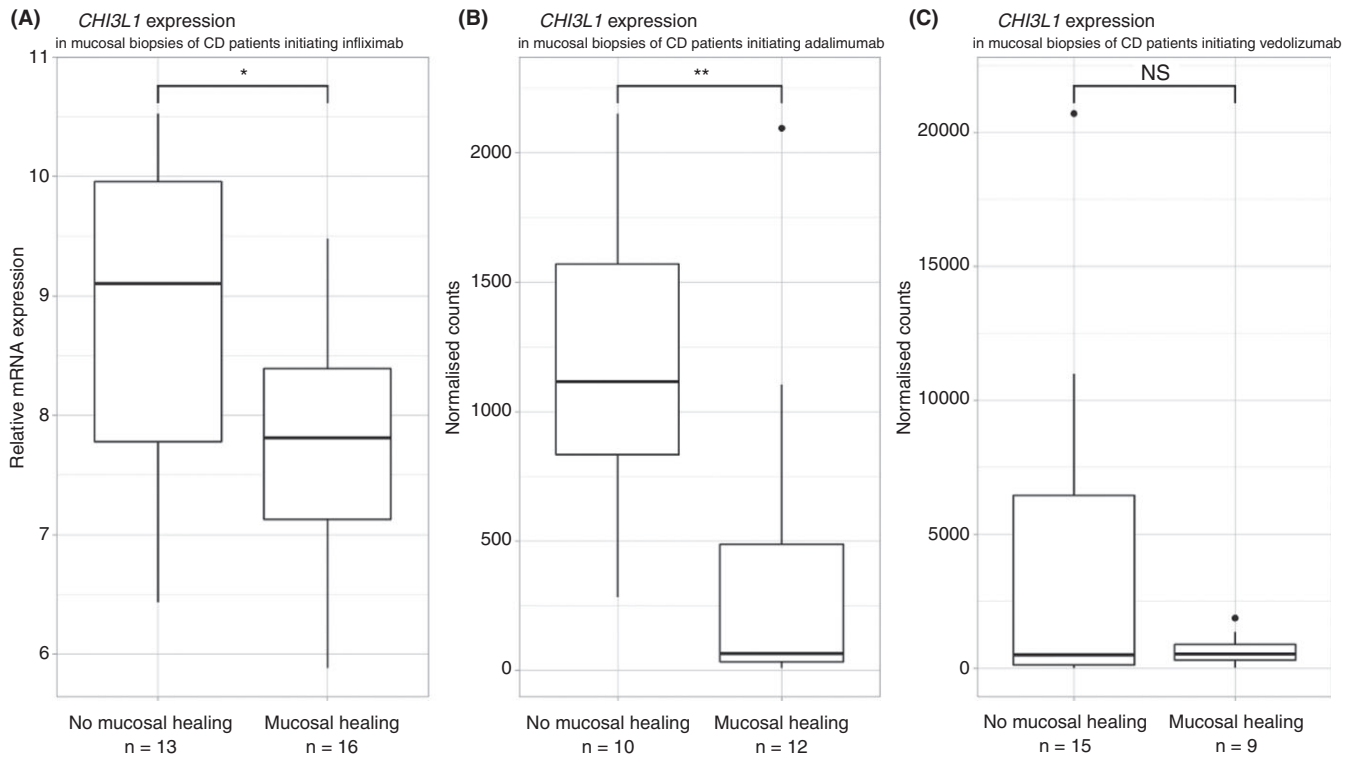 (A)
CHI3L1 expression
in mucosal biopsies of CD patients initiating infliximab
*
11
10
9
8
7
6
Relative mRNA expression
No mucosal healing
n = 13
Mucosal healing
n = 16
(B)
CHI3L1 expression
in mucosal biopsies of CD patients initiating adalimumab
**
2000
1500
1000
500
0
Normalised counts
No mucosal healing
n = 10
Mucosal healing
n = 12
(C)
CHI3L1 expression
in mucosal biopsies of CD patients initiating vedolizumab
NS
20000
15000
10000
5000
0
Normalised counts
No mucosal healing
n = 15
Mucosal healing
n = 9